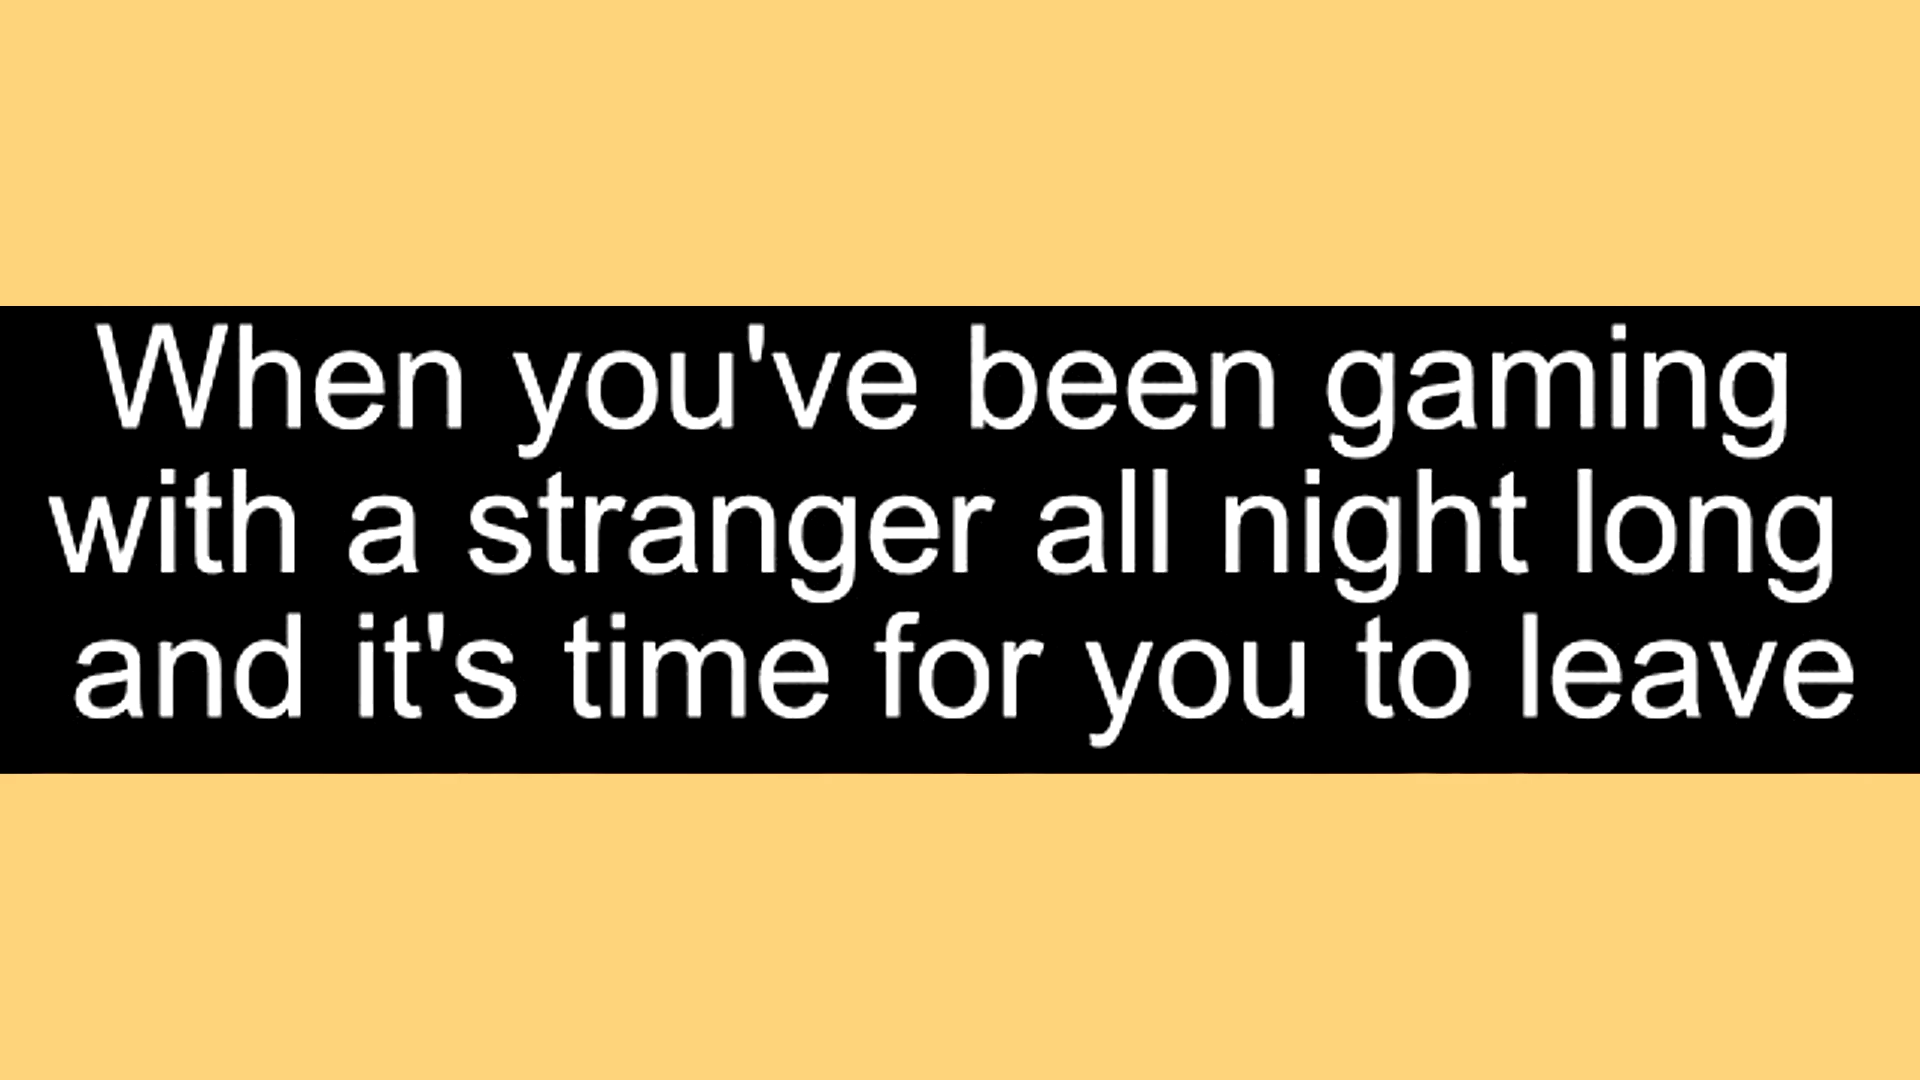 When you've been gaming
with a stranger all night long
and it's time for you to leave